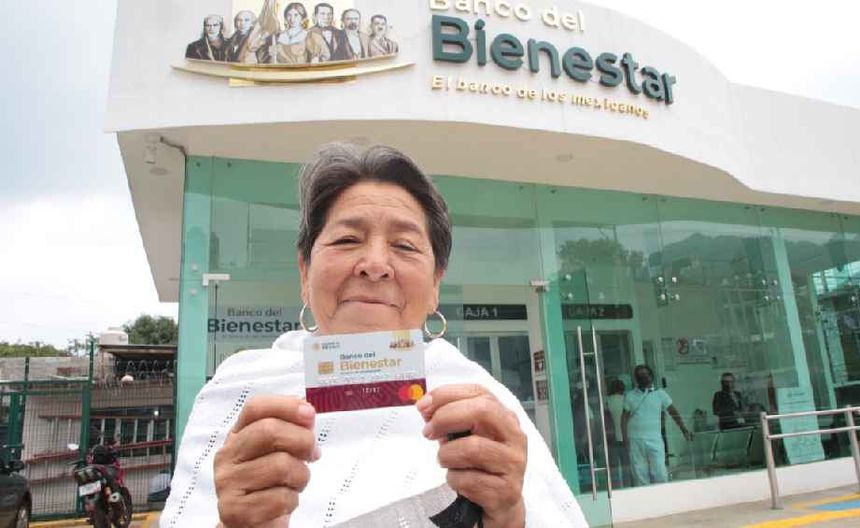 Banco del
Bienestar
El banco de los mexicanos
Banco del
Bienestar
CAJA 1
CAJA 2
Banco del
Bienestar